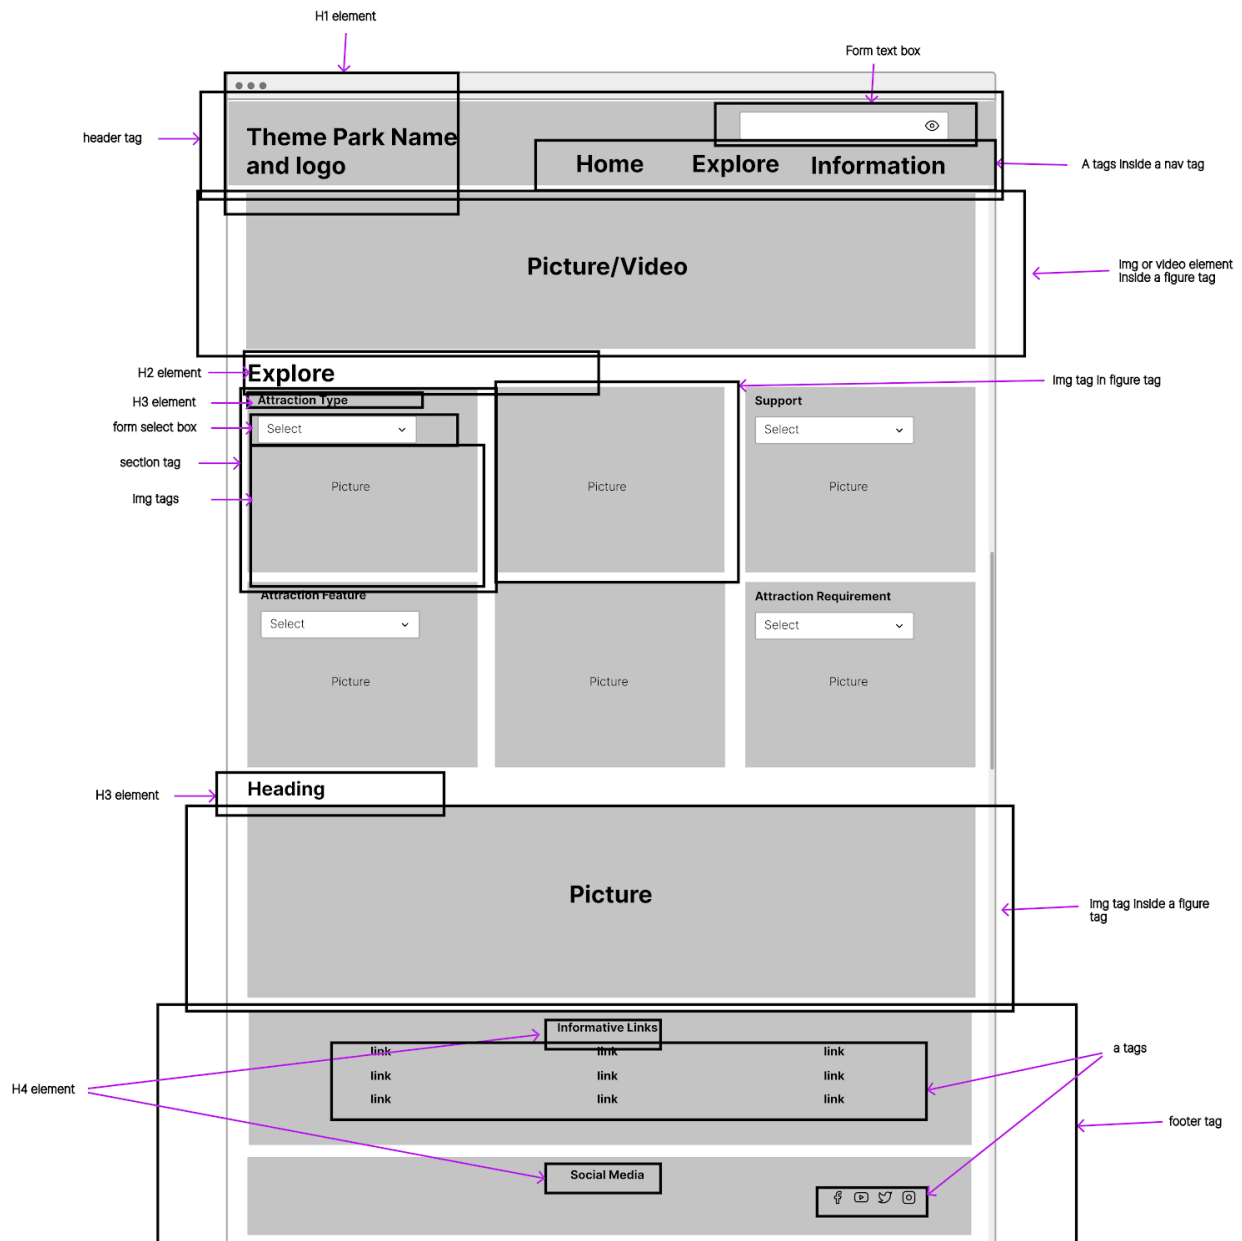 H1 element
Form text box
header tag
Theme Park Name
and logo
Home
Explore
Information
A tags inside a nav tag
Picture/Video
Img or video element
inside a figure tag
H2 element
Explore
Img tag in figure tag
H3 element
Attraction Type
Support
form select box
Select
Select
section tag
Img tags
Picture
Picture
Picture
Attraction Feature
Attraction Requirement
Select
Select
Picture
Picture
Picture
H3 element
Heading
Picture
Img tag inside a figure
tag
Informative Links
link
link
link
a tags
link
link
link
H4 element
link
link
link
footer tag
Social Media